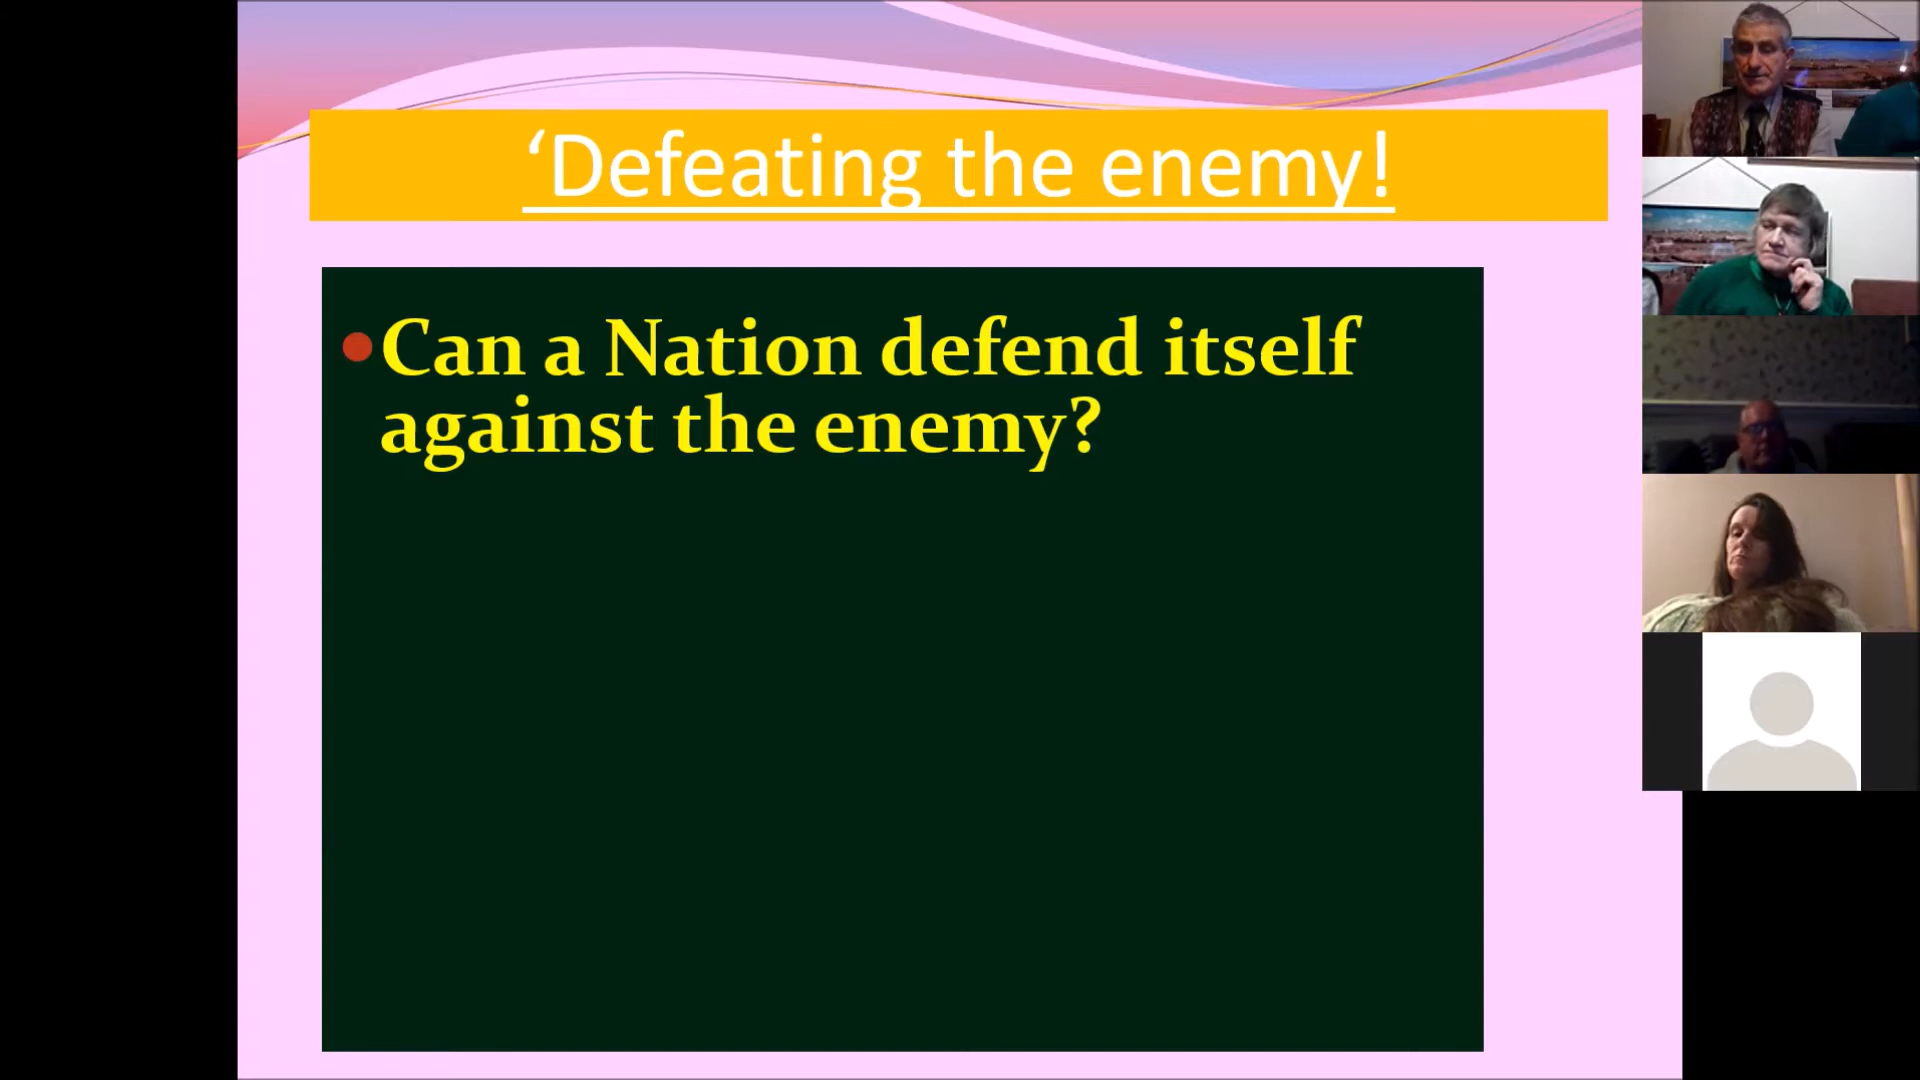 ‘Defeating the enemy!
•Can a Nation defend itself
against the enemy?